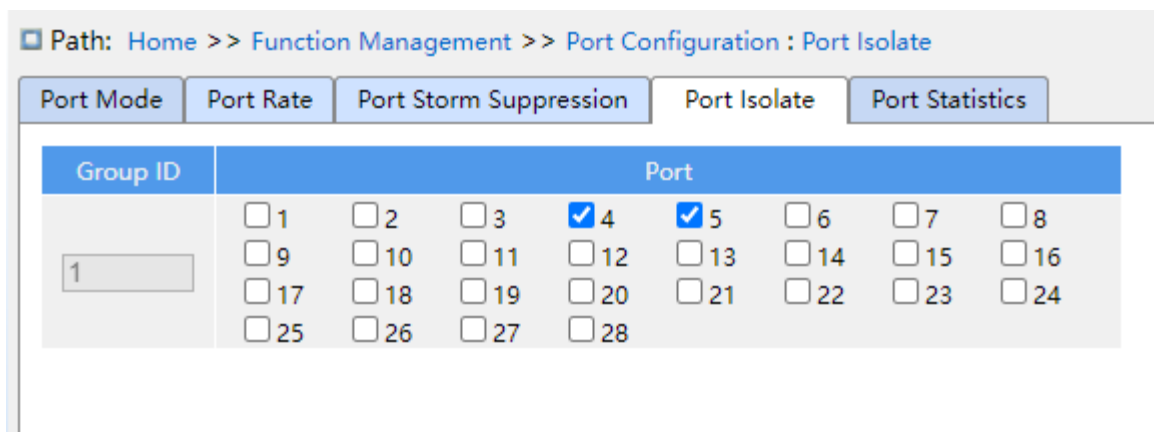 Path: Home >> Function Management >> Port Configuration : Port Isolate
Port Mode Port Rate Port Storm Suppression Port Isolate Port Statistics
Group ID Port
1 2 3 4 5 6 7 8
9 10 11 12 13 14 15 16
1
17 18 19 20 21 22 23 24
25 26 27 28